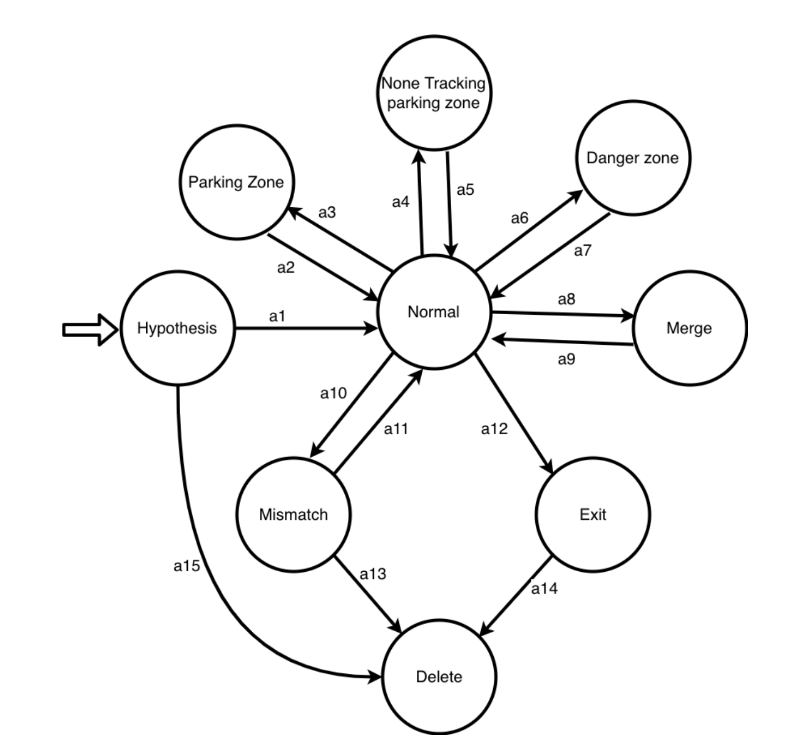 None Tracking
parking zone
Danger zone
Parking Zone
a3
a4
a5
a6
a7
a2
Hypothesis
a1
Normal
a8
Merge
a9
a10
a11
a12
Mismatch
Exit
a15
a13
a14
Delete